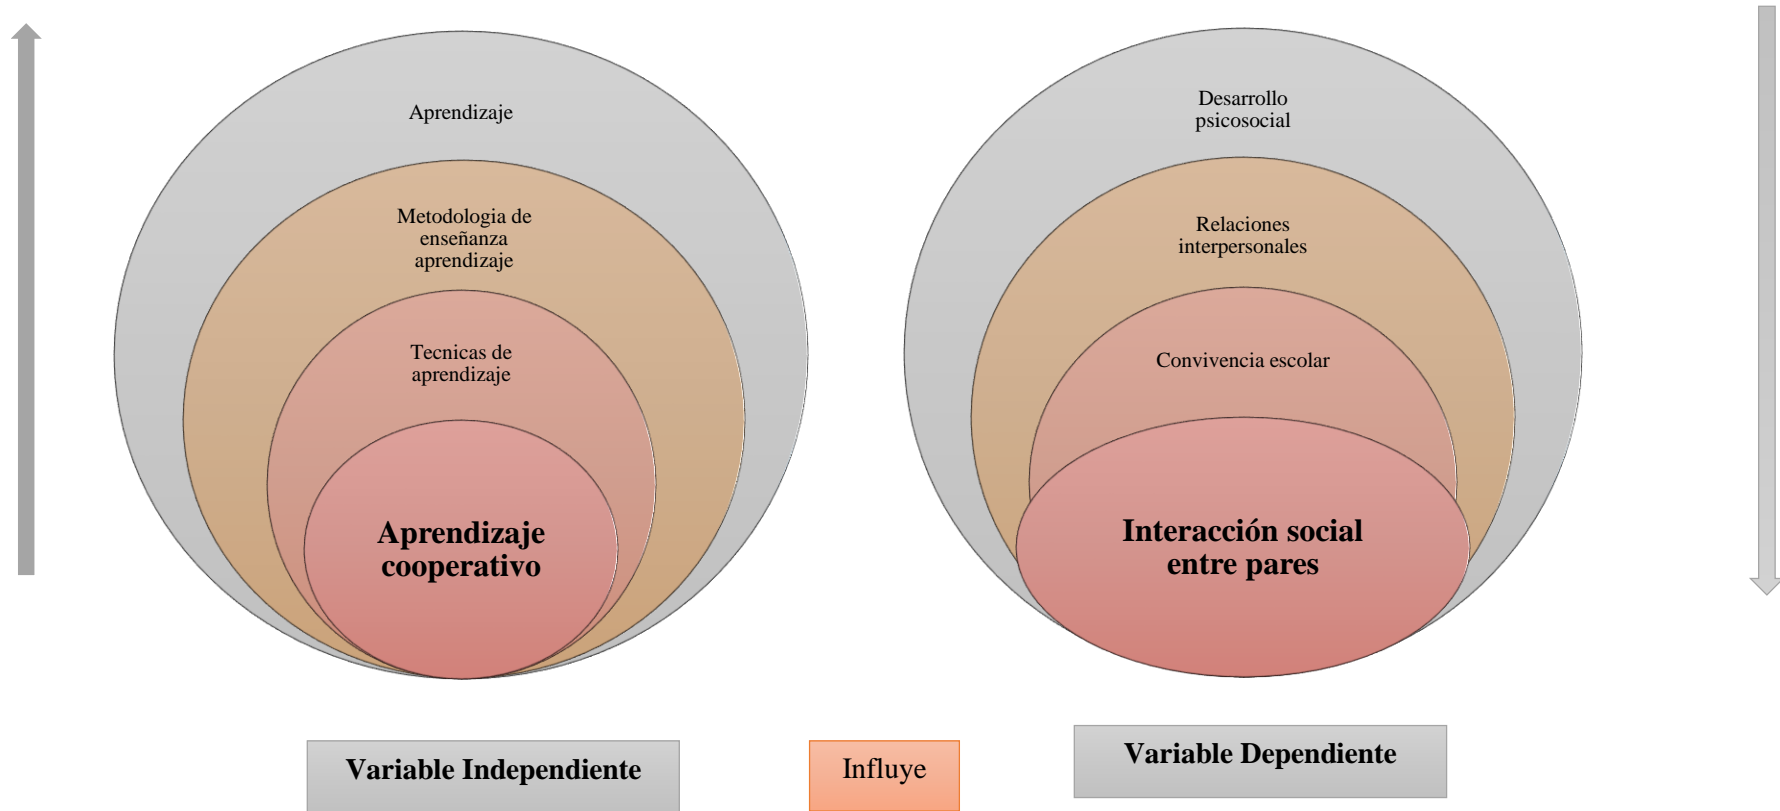 Aprendizaje
Metodologia de
enseñanza
aprendizaje
Tecnicas de
aprendizaje
Aprendizaje
cooperativo
Desarrollo
psicosocial
Relaciones
interpersonales
Convivencia escolar
Interacción social
entre pares
Variable Independiente
Influye
Variable Dependiente